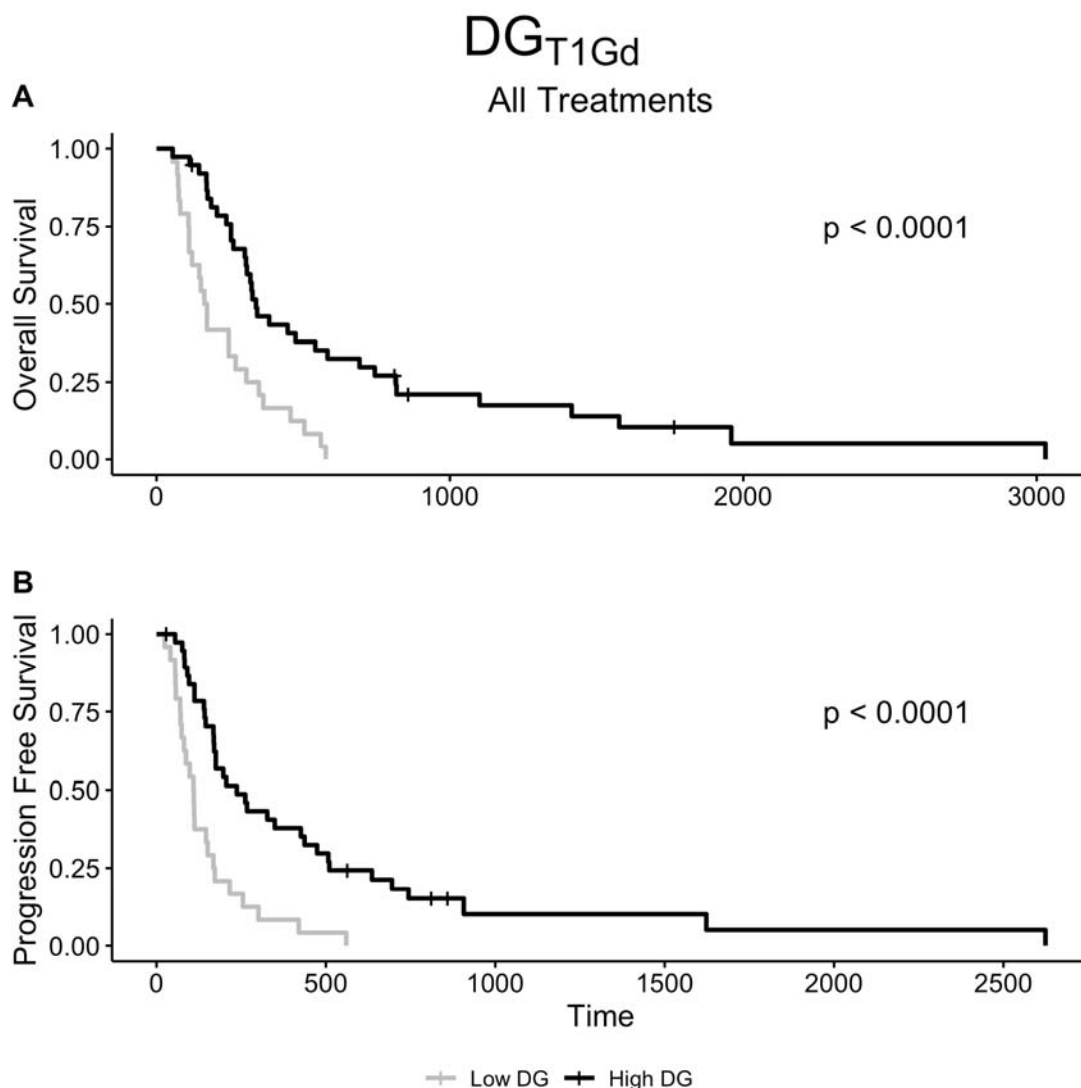 DGT1Gd
All Treatments
A
1.00
0.75
0.50
0.25
0.00
Overall Survival
p < 0.0001
0 1000 2000 3000
B
1.00
0.75
0.50
0.25
0.00
Progression Free Survival
p < 0.0001
0 500 1000 1500 2000 2500
Time
Low DG High DG